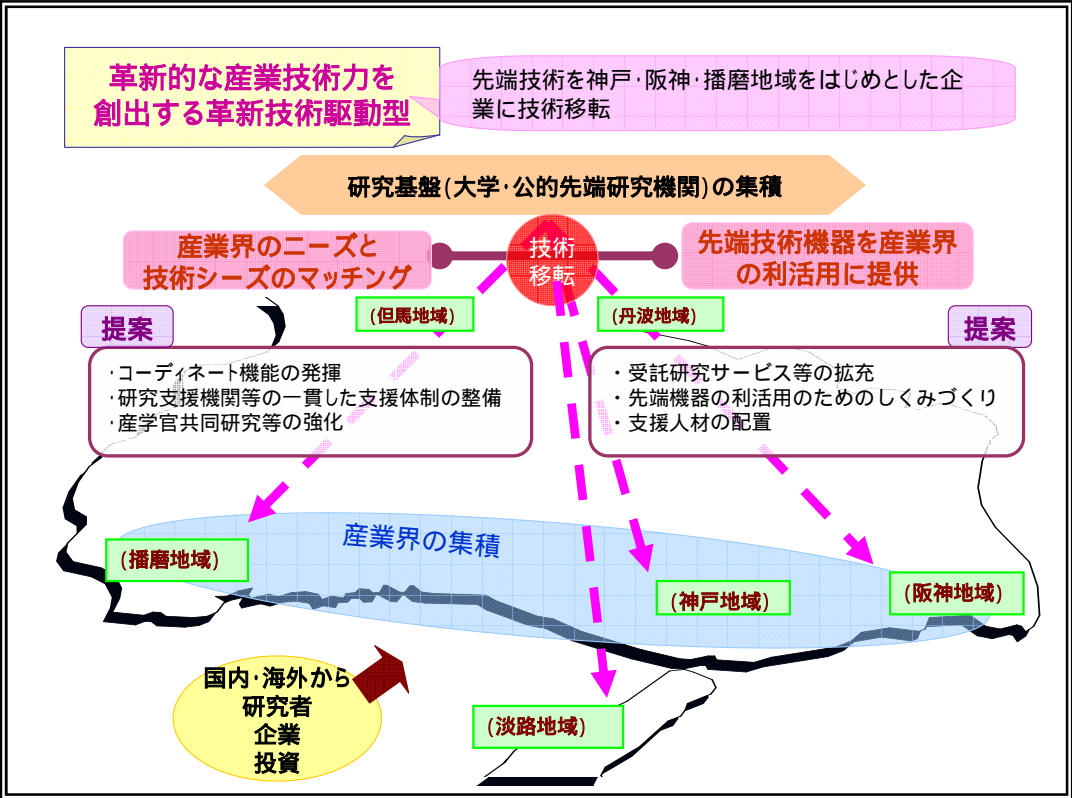 革新的な産業技術力を
創出する革新技術駆動型
先端技術を神戸・阪神・播磨地域をはじめとした企
業に技術移転
研究基盤(大学・公的先端研究機関)の集積
産業界のニーズと
技術シーズのマッチング
技術
移転
先端技術機器を産業界
の利活用に提供
(但馬地域)
(丹波地域)
提案
提案
・コーディネート機能の発揮
・研究支援機関等の一貫した支援体制の整備
・産学官共同研究等の強化
・受託研究サービス等の拡充
・先端機器の利活用のためのしくみづくり
・支援人材の配置
産業界の集積
(播磨地域)
(神戸地域)
(阪神地域)
国内・海外から
研究者
企業
投資
(淡路地域)